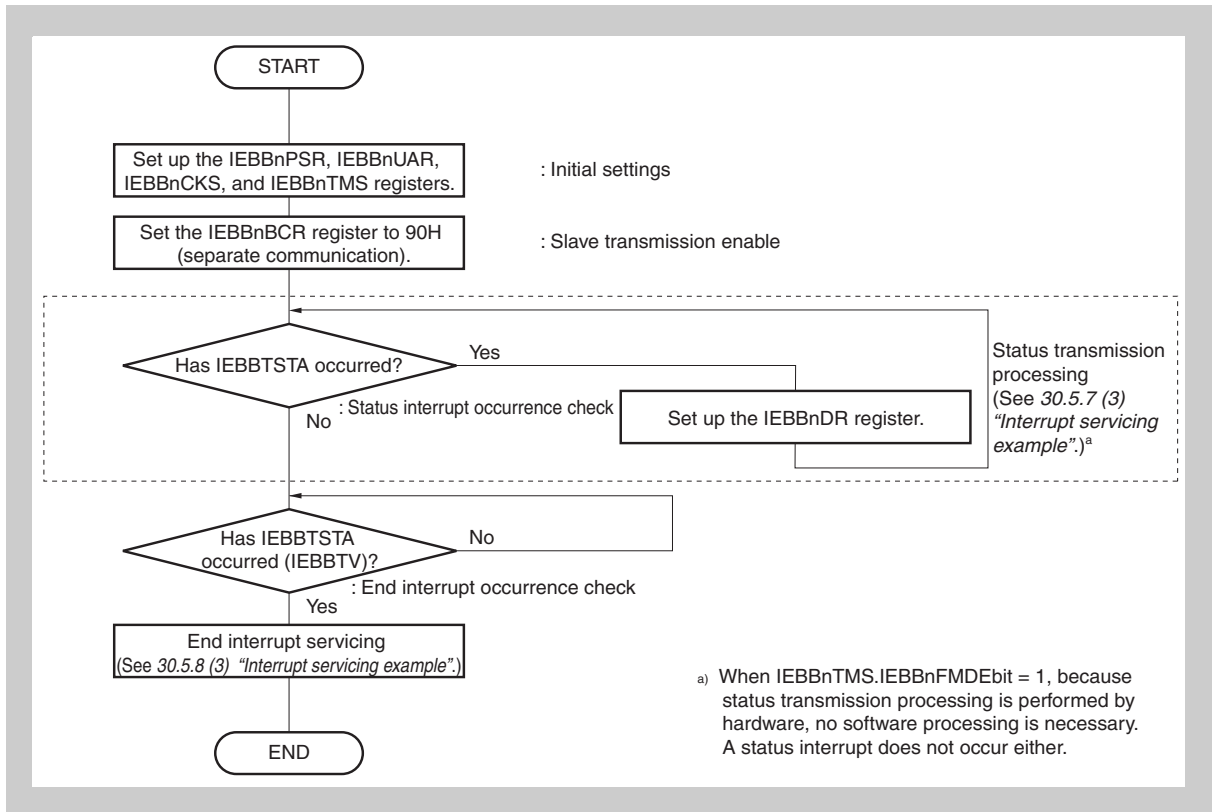 START
Set up the IEBBnPSR, IEBBnUAR,
IEBBnCKS, and IEBBnTMS registers.
: Initial settings
Set the IEBBnBCR register to 90H
(separate communication).
: Slave transmission enable
Has IEBBTSTA occurred?
Yes
: Status interrupt occurrence check
No
Set up the IEBBnDR register.
Status transmission
processing
(See 30.5.7 (3)
"Interrupt servicing
example".)a
Has IEBBTSTA
occurred (IEBBTV)?
No
: End interrupt occurrence check
Yes
End interrupt servicing
(See 30.5.8 (3) "Interrupt servicing example".)
END
a) When IEBBnTMS.IEBBnFMDEbit = 1, because
status transmission processing is performed by
hardware, no software processing is necessary.
A status interrupt does not occur either.